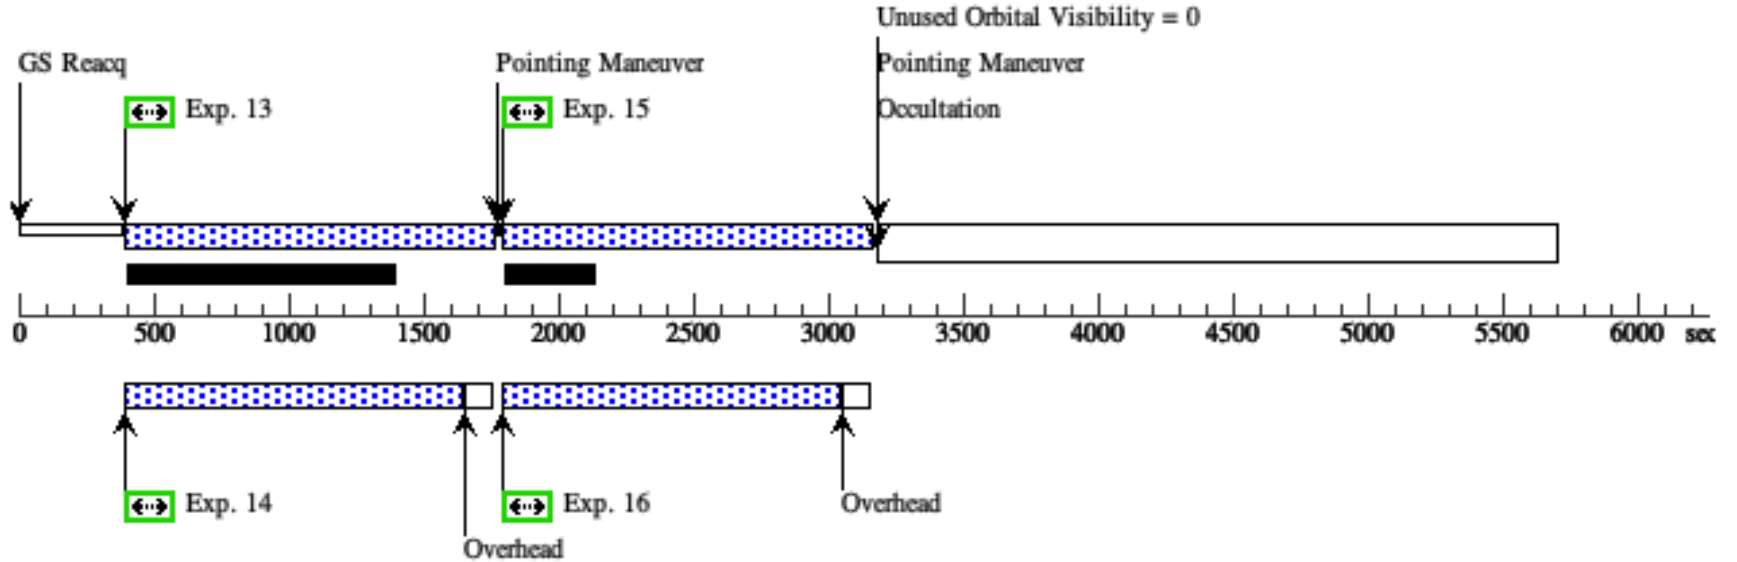 Unused Orbital Visibility = 0
GS Reacq Pointing Maneuver Pointing Maneuver
Exp. 13 Exp. 15 Occultation
0 500 1000 1500 2000 2500 3000 3500 4000 4500 5000 5500 6000 sec
Exp. 14 Exp. 16 Overhead
Overhead